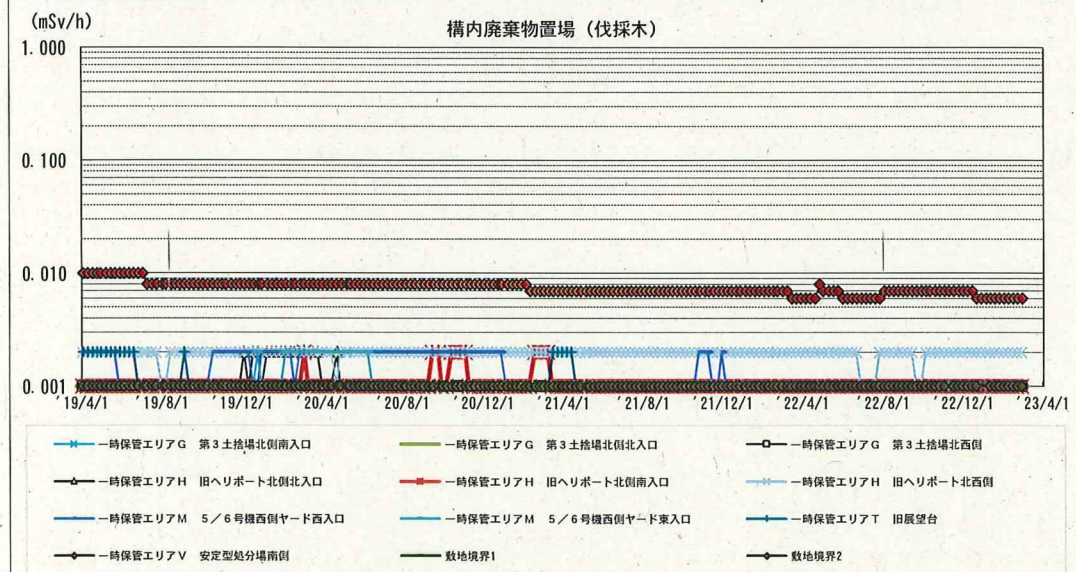 (mSv/h)
構内廃棄物置場（伐採木）
1.000
0.100
0.010
0.001
'19/4/1 '19/8/1 '19/12/1 '20/4/1 '20/8/1 '20/12/1 '21/4/1 '21/8/1 '21/12/1 '22/4/1 '22/8/1 '22/12/1 '23/4/1
一時保管エリアG 第3土捨場北側南入口 一時保管エリアG 第3土捨場北側北入口 一時保管エリアG 第3土捨場北西側
一時保管エリアH 旧ヘリポート北側北入口 一時保管エリアH 旧ヘリポート北側南入口 一時保管エリアH 旧ヘリポート北西側
一時保管エリアM 5／6号機西側ヤード西入口 一時保管エリアM 5／6号機西側ヤード東入口 一時保管エリアT 旧展望台
一時保管エリアV 安定型処分場南側 敷地境界1 敷地境界2